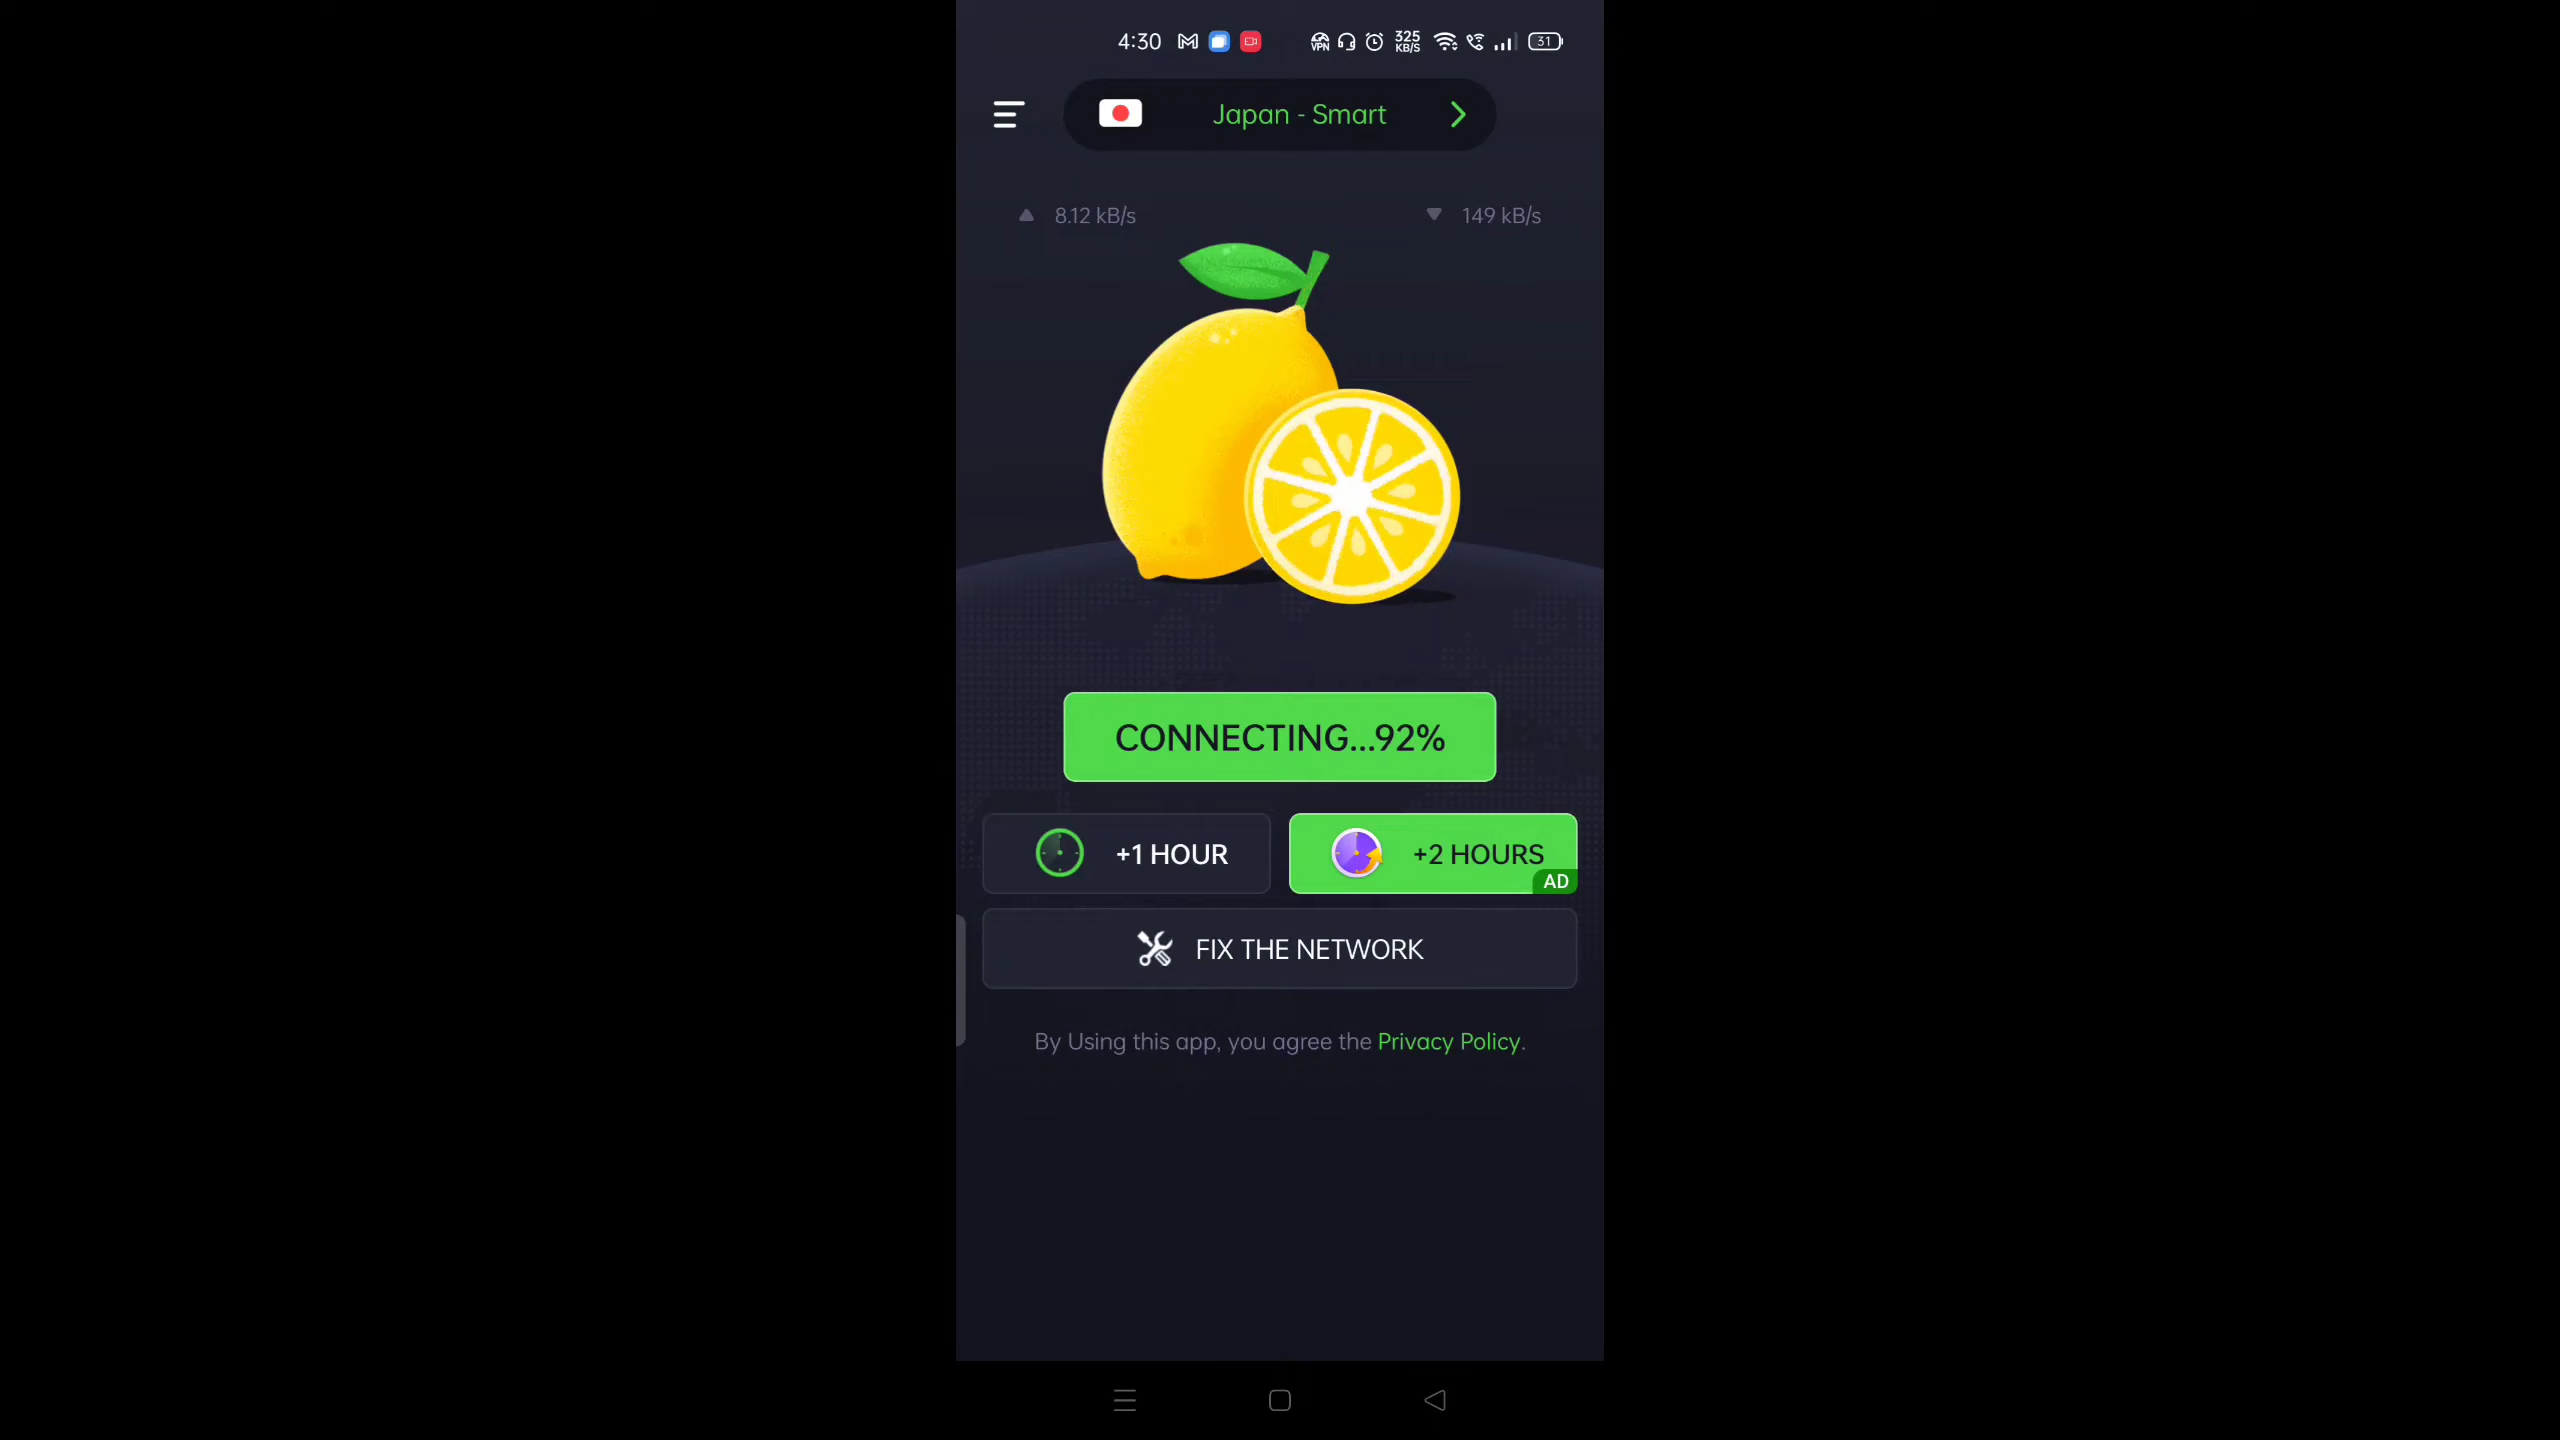 4:30 VPN 325 KB/S 31
Japan - Smart
8.12 kB/s 149 kB/s
CONNECTING...92%
+1 HOUR +2 HOURS
AD
FIX THE NETWORK
By Using this app, you agree the Privacy Policy.